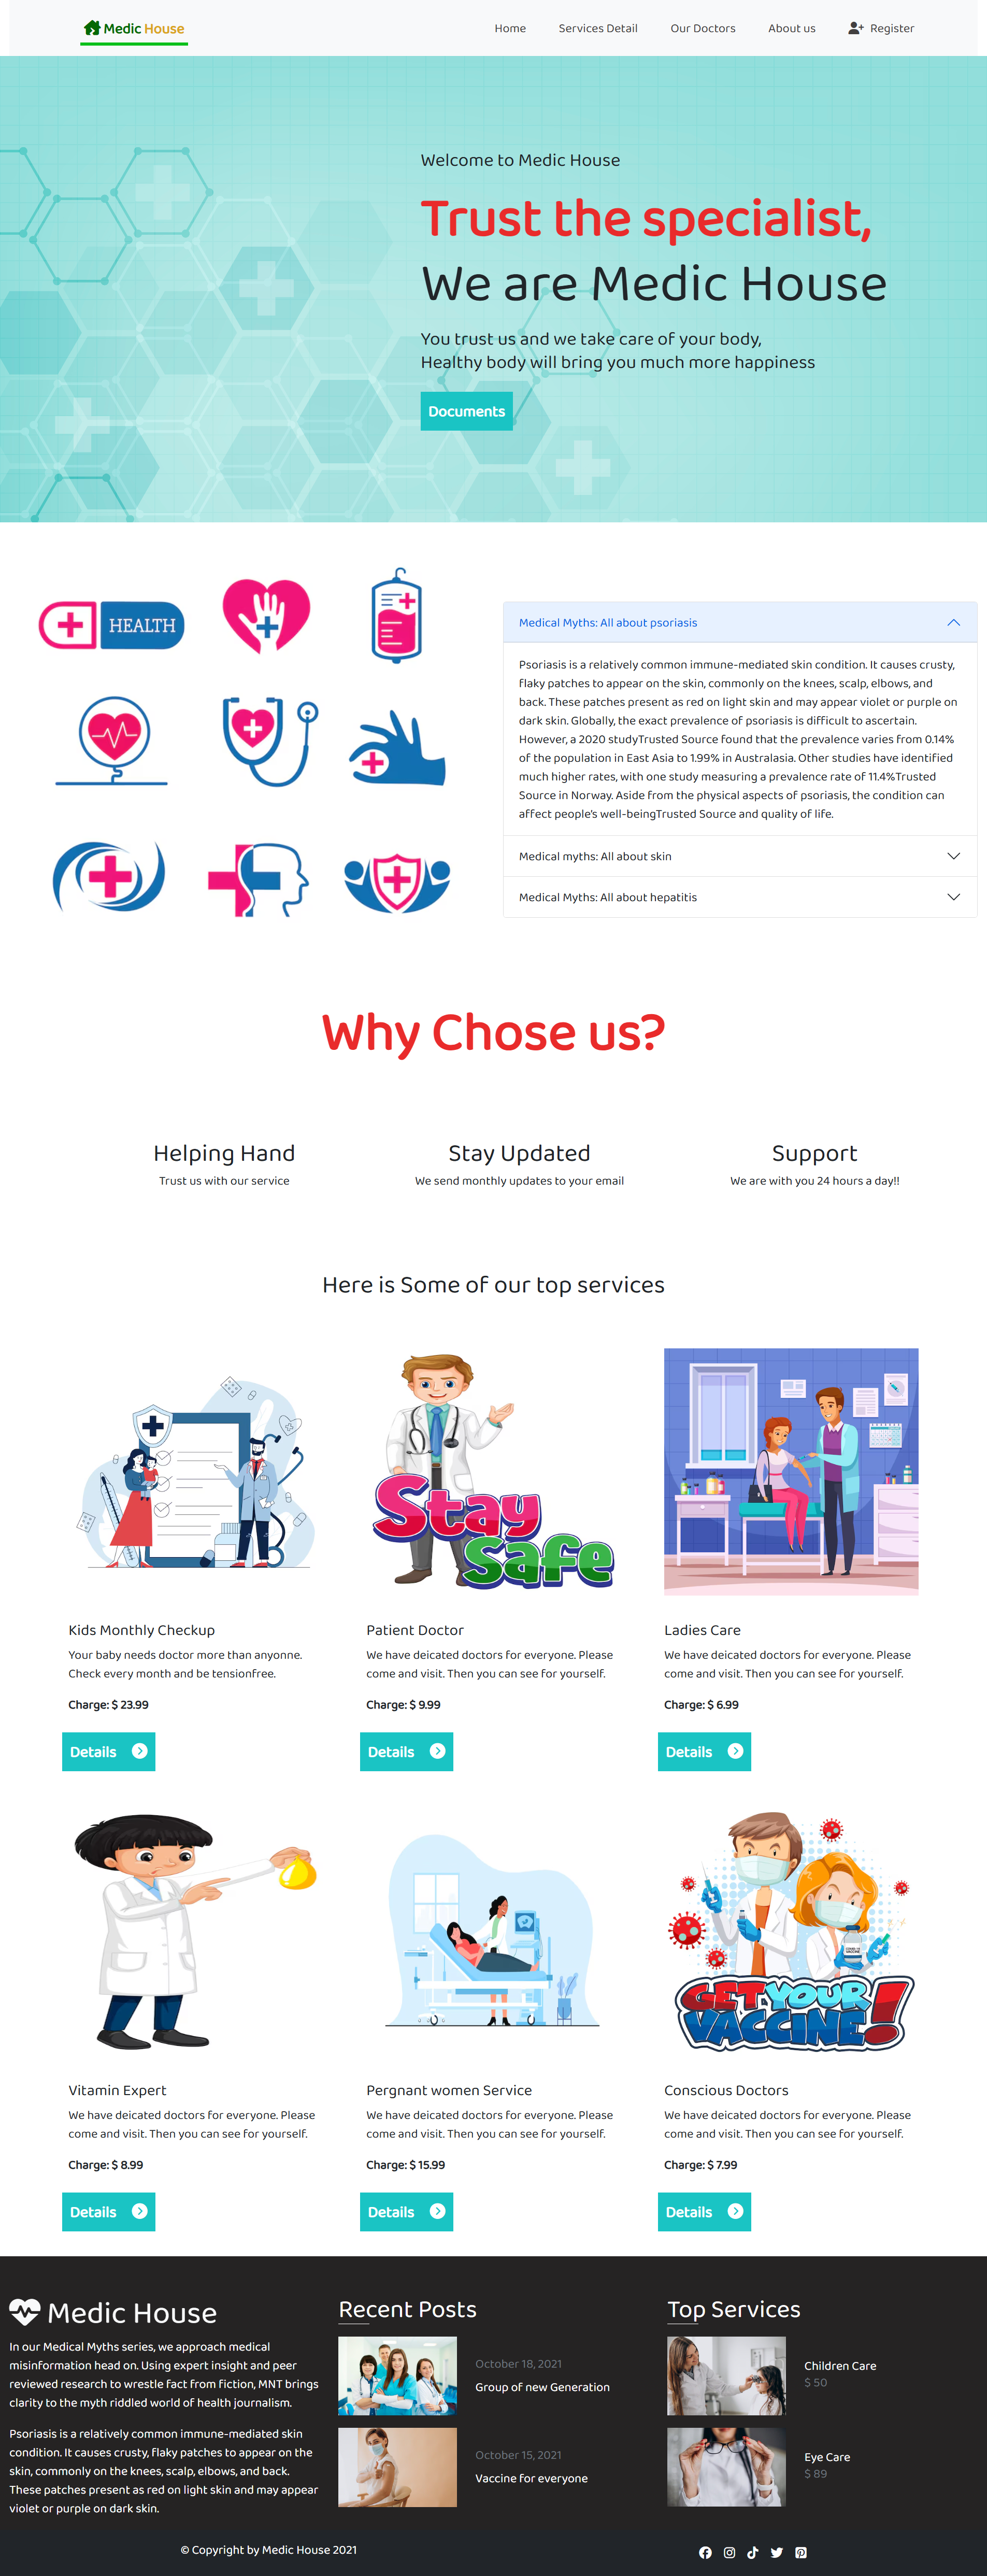 Medic House
Home
Services Detail
Our Doctors
About us
Register
Welcome to Medic House
Trust the specialist,
We are Medic House
You trust us and we take care of your body,
Healthy body will bring you much more happiness
Documents
HEALTH
Medical Myths: All about psoriasis
Psoriasis is a relatively common immune-mediated skin condition. It causes crusty,
flaky patches to appear on the skin, commonly on the knees, scalp, elbows, and
back. These patches present as red on light skin and may appear violet or purple on
dark skin. Globally, the exact prevalence of psoriasis is difficult to ascertain.
However, a 2020 studyTrusted Source found that the prevalence varies from 0.14%
of the population in East Asia to 1.99% in Australasia. Other studies have identified
much higher rates, with one study measuring a prevalence rate of 11.4%Trusted
Source in Norway. Aside from the physical aspects of psoriasis, the condition can
affect people's well-beingTrusted Source and quality of life.
Medical myths: All about skin
Medical Myths: All about hepatitis
Why Chose us?
Helping Hand
Trust us with our service
Stay Updated
We send monthly updates to your email
Support
We are with you 24 hours a day!!
Here is Some of our top services
Kids Monthly Checkup
Your baby needs doctor more than anyonne.
Check every month and be tensionfree.
Charge: $ 23.99
Details
Stay
Safe
Patient Doctor
We have deicated doctors for everyone. Please
come and visit. Then you can see for yourself.
Charge: $ 9.99
Details
Ladies Care
We have deicated doctors for everyone. Please
come and visit. Then you can see for yourself.
Charge: $ 6.99
Details
Vitamin Expert
We have deicated doctors for everyone. Please
come and visit. Then you can see for yourself.
Charge: $ 8.99
Details
Pergnant women Service
We have deicated doctors for everyone. Please
come and visit. Then you can see for yourself.
Charge: $ 15.99
Details
GET YOUR
VACCINE!
Conscious Doctors
We have deicated doctors for everyone. Please
come and visit. Then you can see for yourself.
Charge: $ 7.99
Details
Medic House
In our Medical Myths series, we approach medical
misinformation head on. Using expert insight and peer
reviewed research to wrestle fact from fiction, MNT brings
clarity to the myth riddled world of health journalism.
Psoriasis is a relatively common immune-mediated skin
condition. It causes crusty, flaky patches to appear on the
skin, commonly on the knees, scalp, elbows, and back.
These patches present as red on light skin and may appear
violet or purple on dark skin.
Recent Posts
October 18, 2021
Group of new Generation
October 15, 2021
Vaccine for everyone
Top Services
Children Care
$ 50
Eye Care
$ 89
© Copyright by Medic House 2021